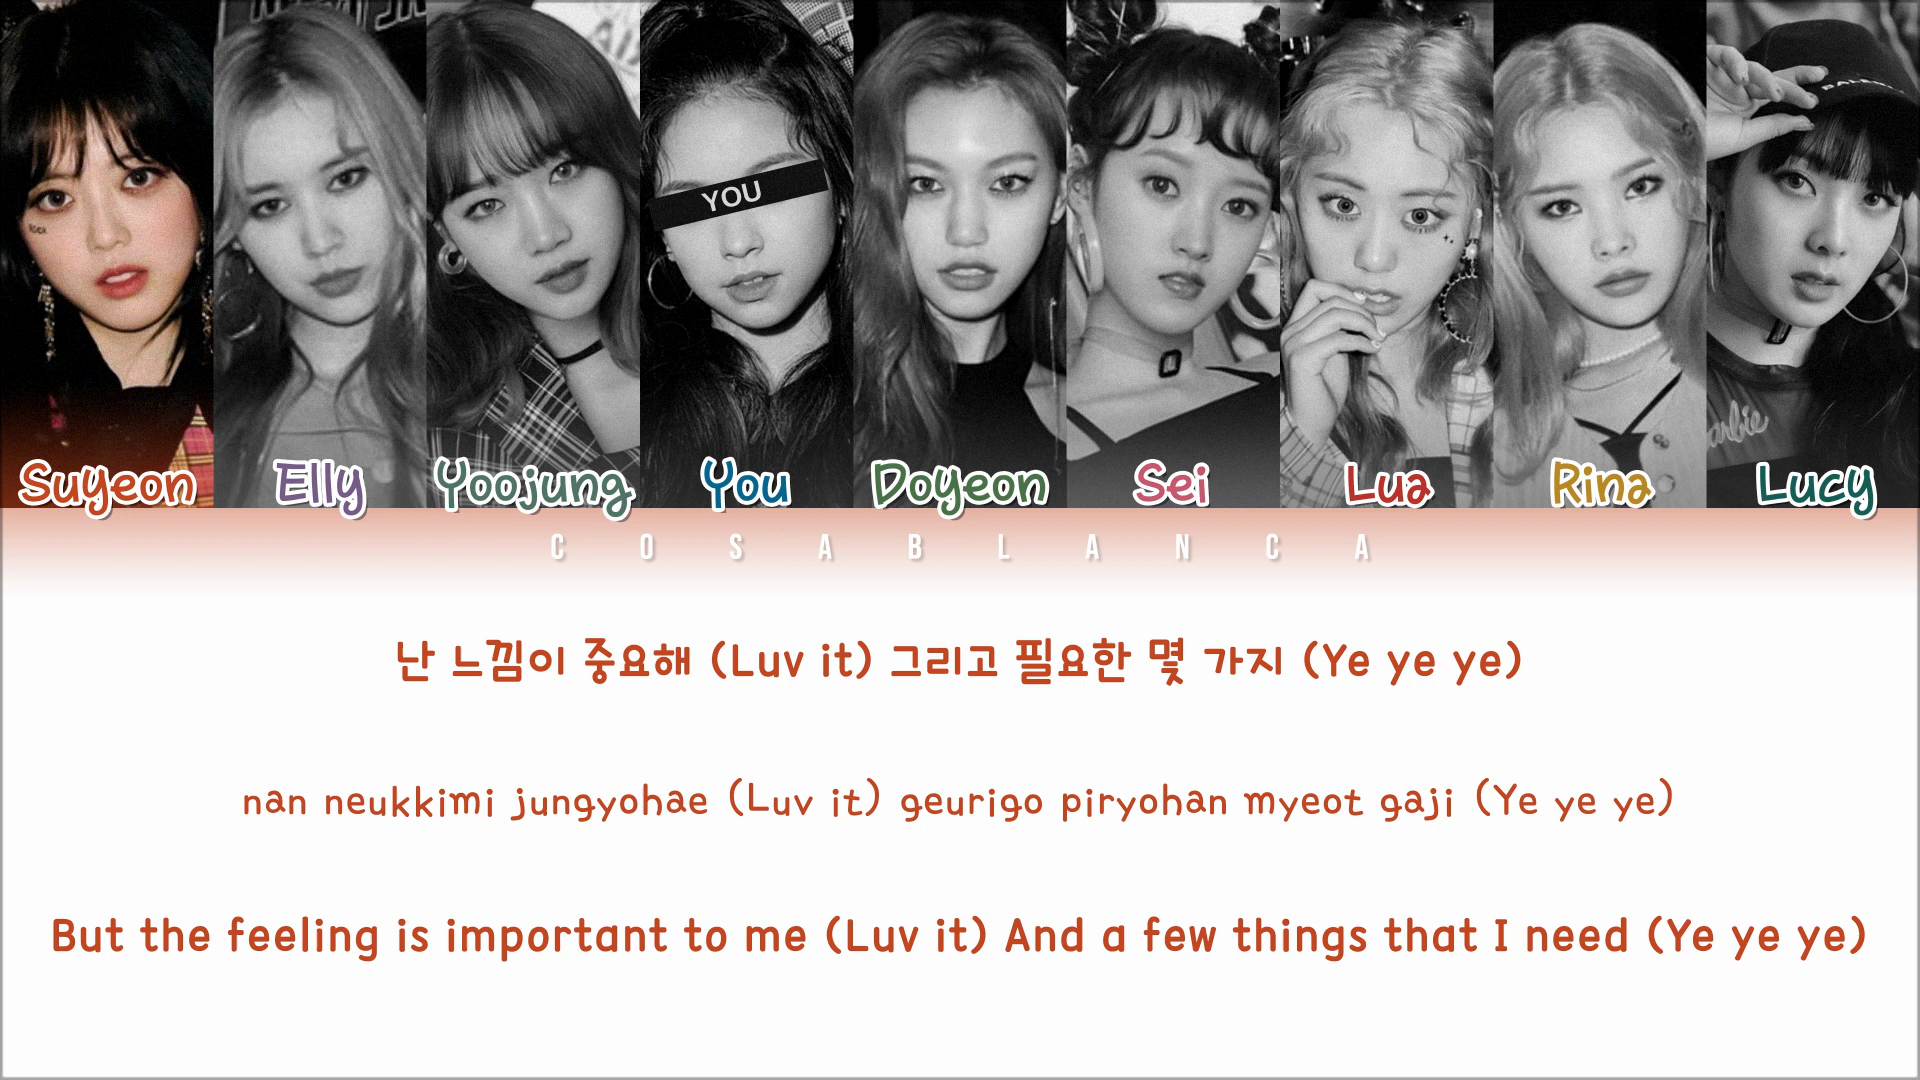 YOU
BALM
arbie
Suyeon Elly Yoojung You Doyeon Sei Lua Rina Lucy
COSABLANCA
난 느낌이 중요해 (Luv it) 그리고 필요한 몇 가지 (Ye ye ye)
nan neukkimi jungyohae (Luv it) geurigo piryohan myeot gaji (Ye ye ye)
But the feeling is important to me (Luv it) And a few things that I need (Ye ye ye)